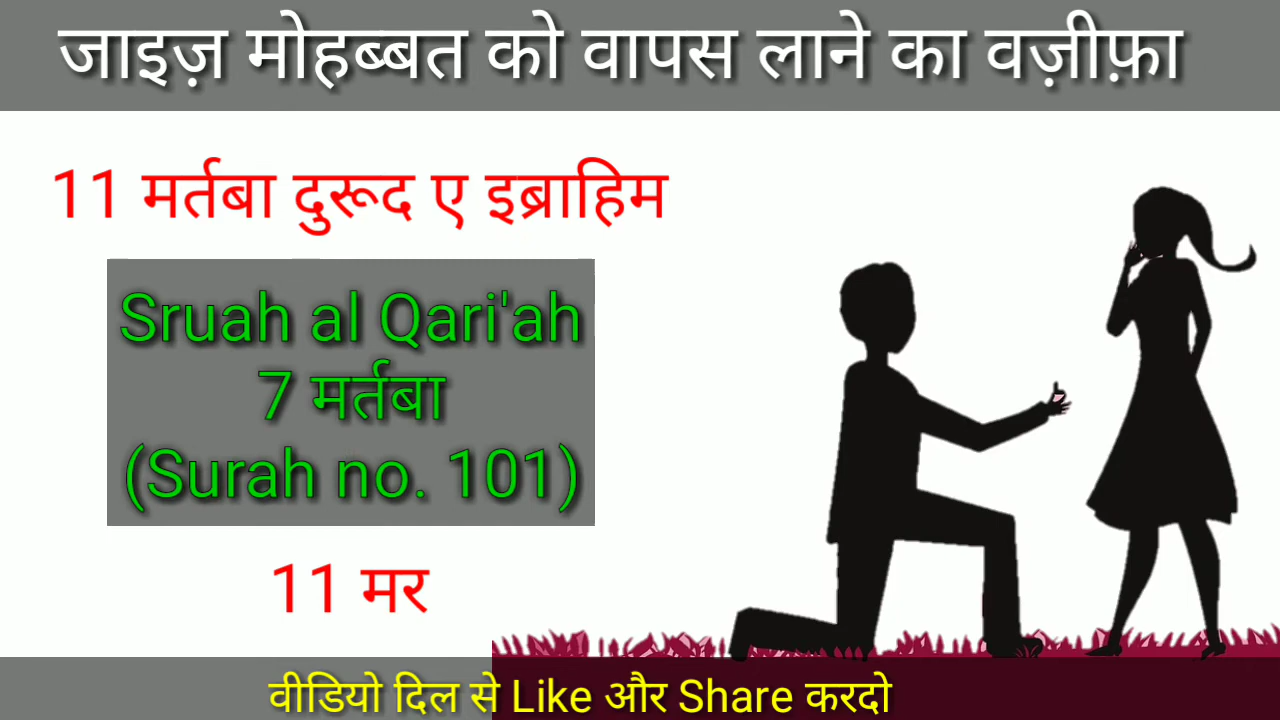 जाइज़ मोहब्बत को वापस लाने का वज़ीफ़ा
11 मर्तबा दुरूद ए इब्राहिम
Sruah al Qari'ah
7 मर्तबा
(Surah no. 101)
11 मर
वीडियो दिल से Like और Share करदो